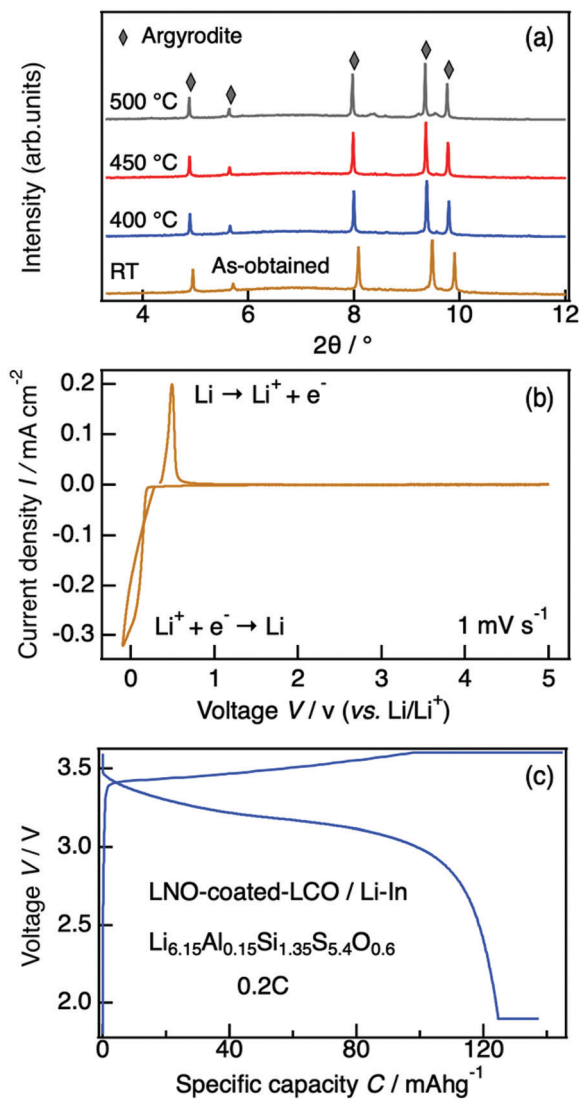 (a)
◆ Argyrodite
500 °C
450 °C
400 °C
RT
As-obtained
Intensity (arb.units)
4 6 8 10 12
2θ / °
(b)
0.2
0.1
0.0
-0.1
-0.2
-0.3
Li → Li⁺ + e⁻
Li⁺ + e⁻ → Li
1 mV s⁻¹
Current density I / mA cm⁻²
0 1 2 3 4 5
Voltage V / v (vs. Li/Li⁺)
(c)
3.5
3.0
2.5
2.0
LNO-coated-LCO / Li-In
Li₆.₁₅Al₀.₁₅Si₁.₃₅S₅.₄O₀.₆
0.2C
Voltage V / V
0 40 80 120
Specific capacity C / mAhg⁻¹